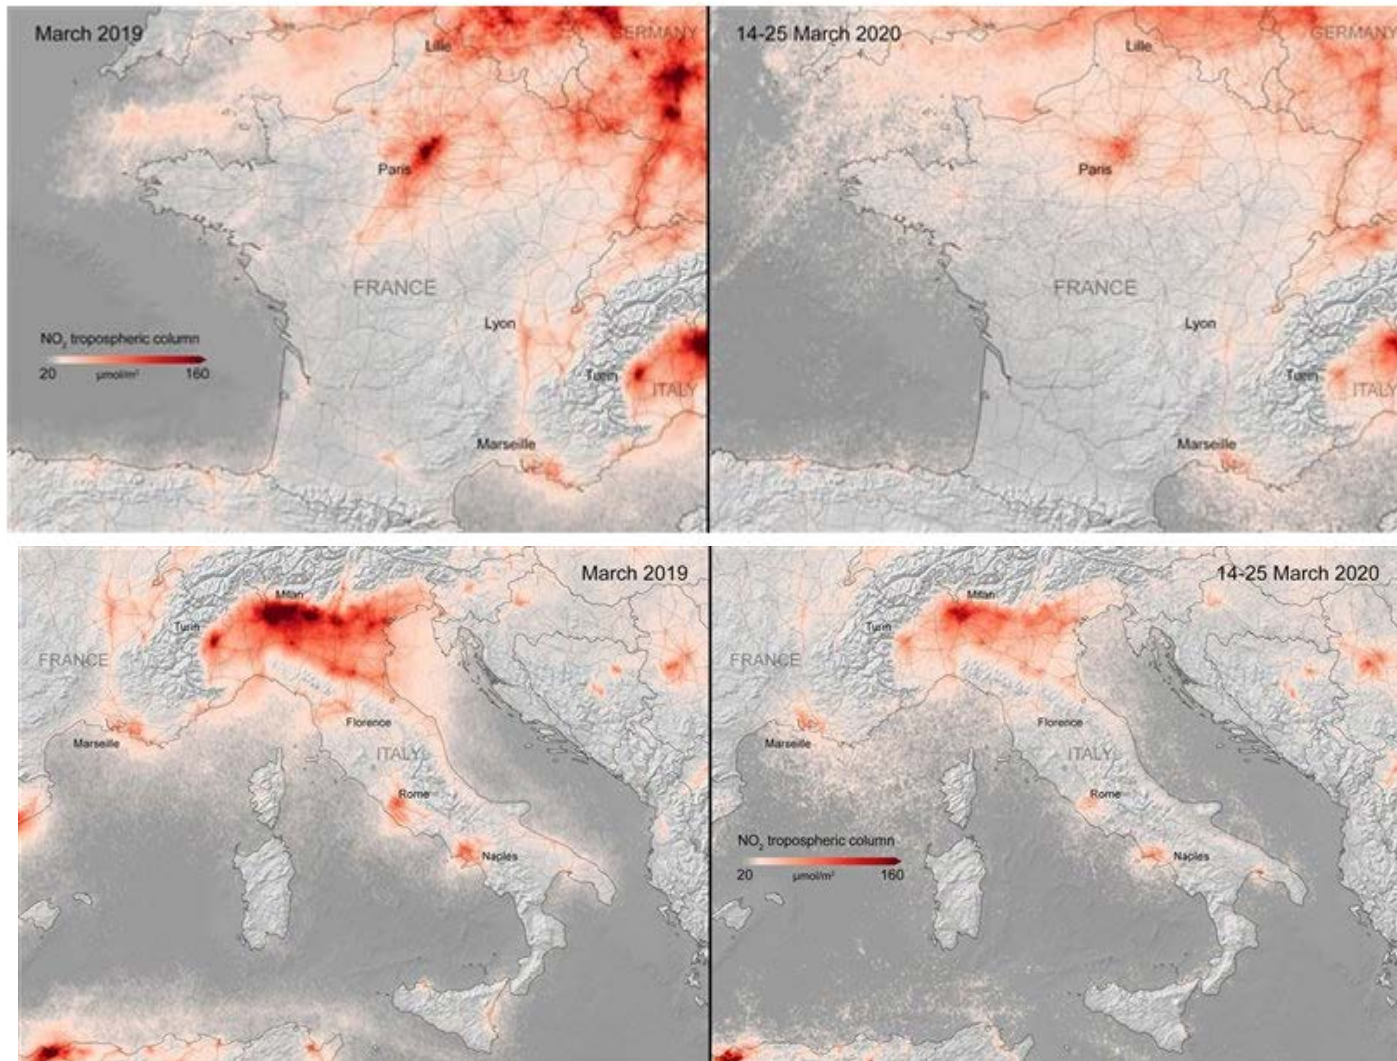 March 2019
14-25 March 2020
GERMANY
GERMANY
Lille
Lille
Paris
Paris
FRANCE
FRANCE
Lyon
Lyon
NO₂ tropospheric column
20 µmol/m² 160
Turin
Turin
ITALY
ITALY
Marseille
Marseille
March 2019
14-25 March 2020
Milan
Milan
Turin
Turin
FRANCE
FRANCE
Florence
Florence
Marseille
Marseille
ITALY
ITALY
Rome
Rome
NO₂ tropospheric column
20 µmol/m² 160
Naples
Naples